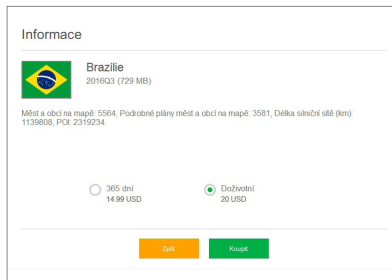 Informace
Brazílie
2016Q3 (729 MB)
Měst a obcí na mapě: 5564, Podrobné plány měst a obcí na mapě: 3581, Délka silniční sítě (km):
1139808, POI: 2319234.
365 dní
14.99 USD
Doživotní
20 USD
Zpět
Koupit